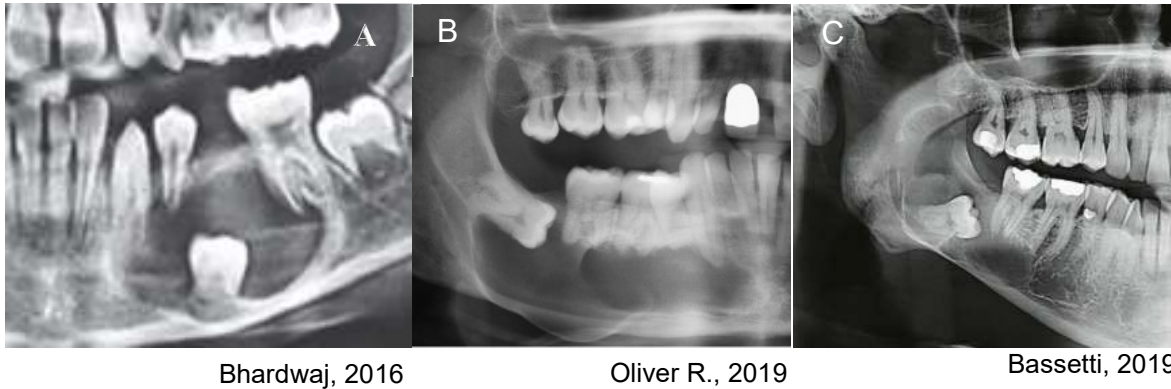 A
B
C
Bhardwaj, 2016
Oliver R., 2019
Bassetti, 2019